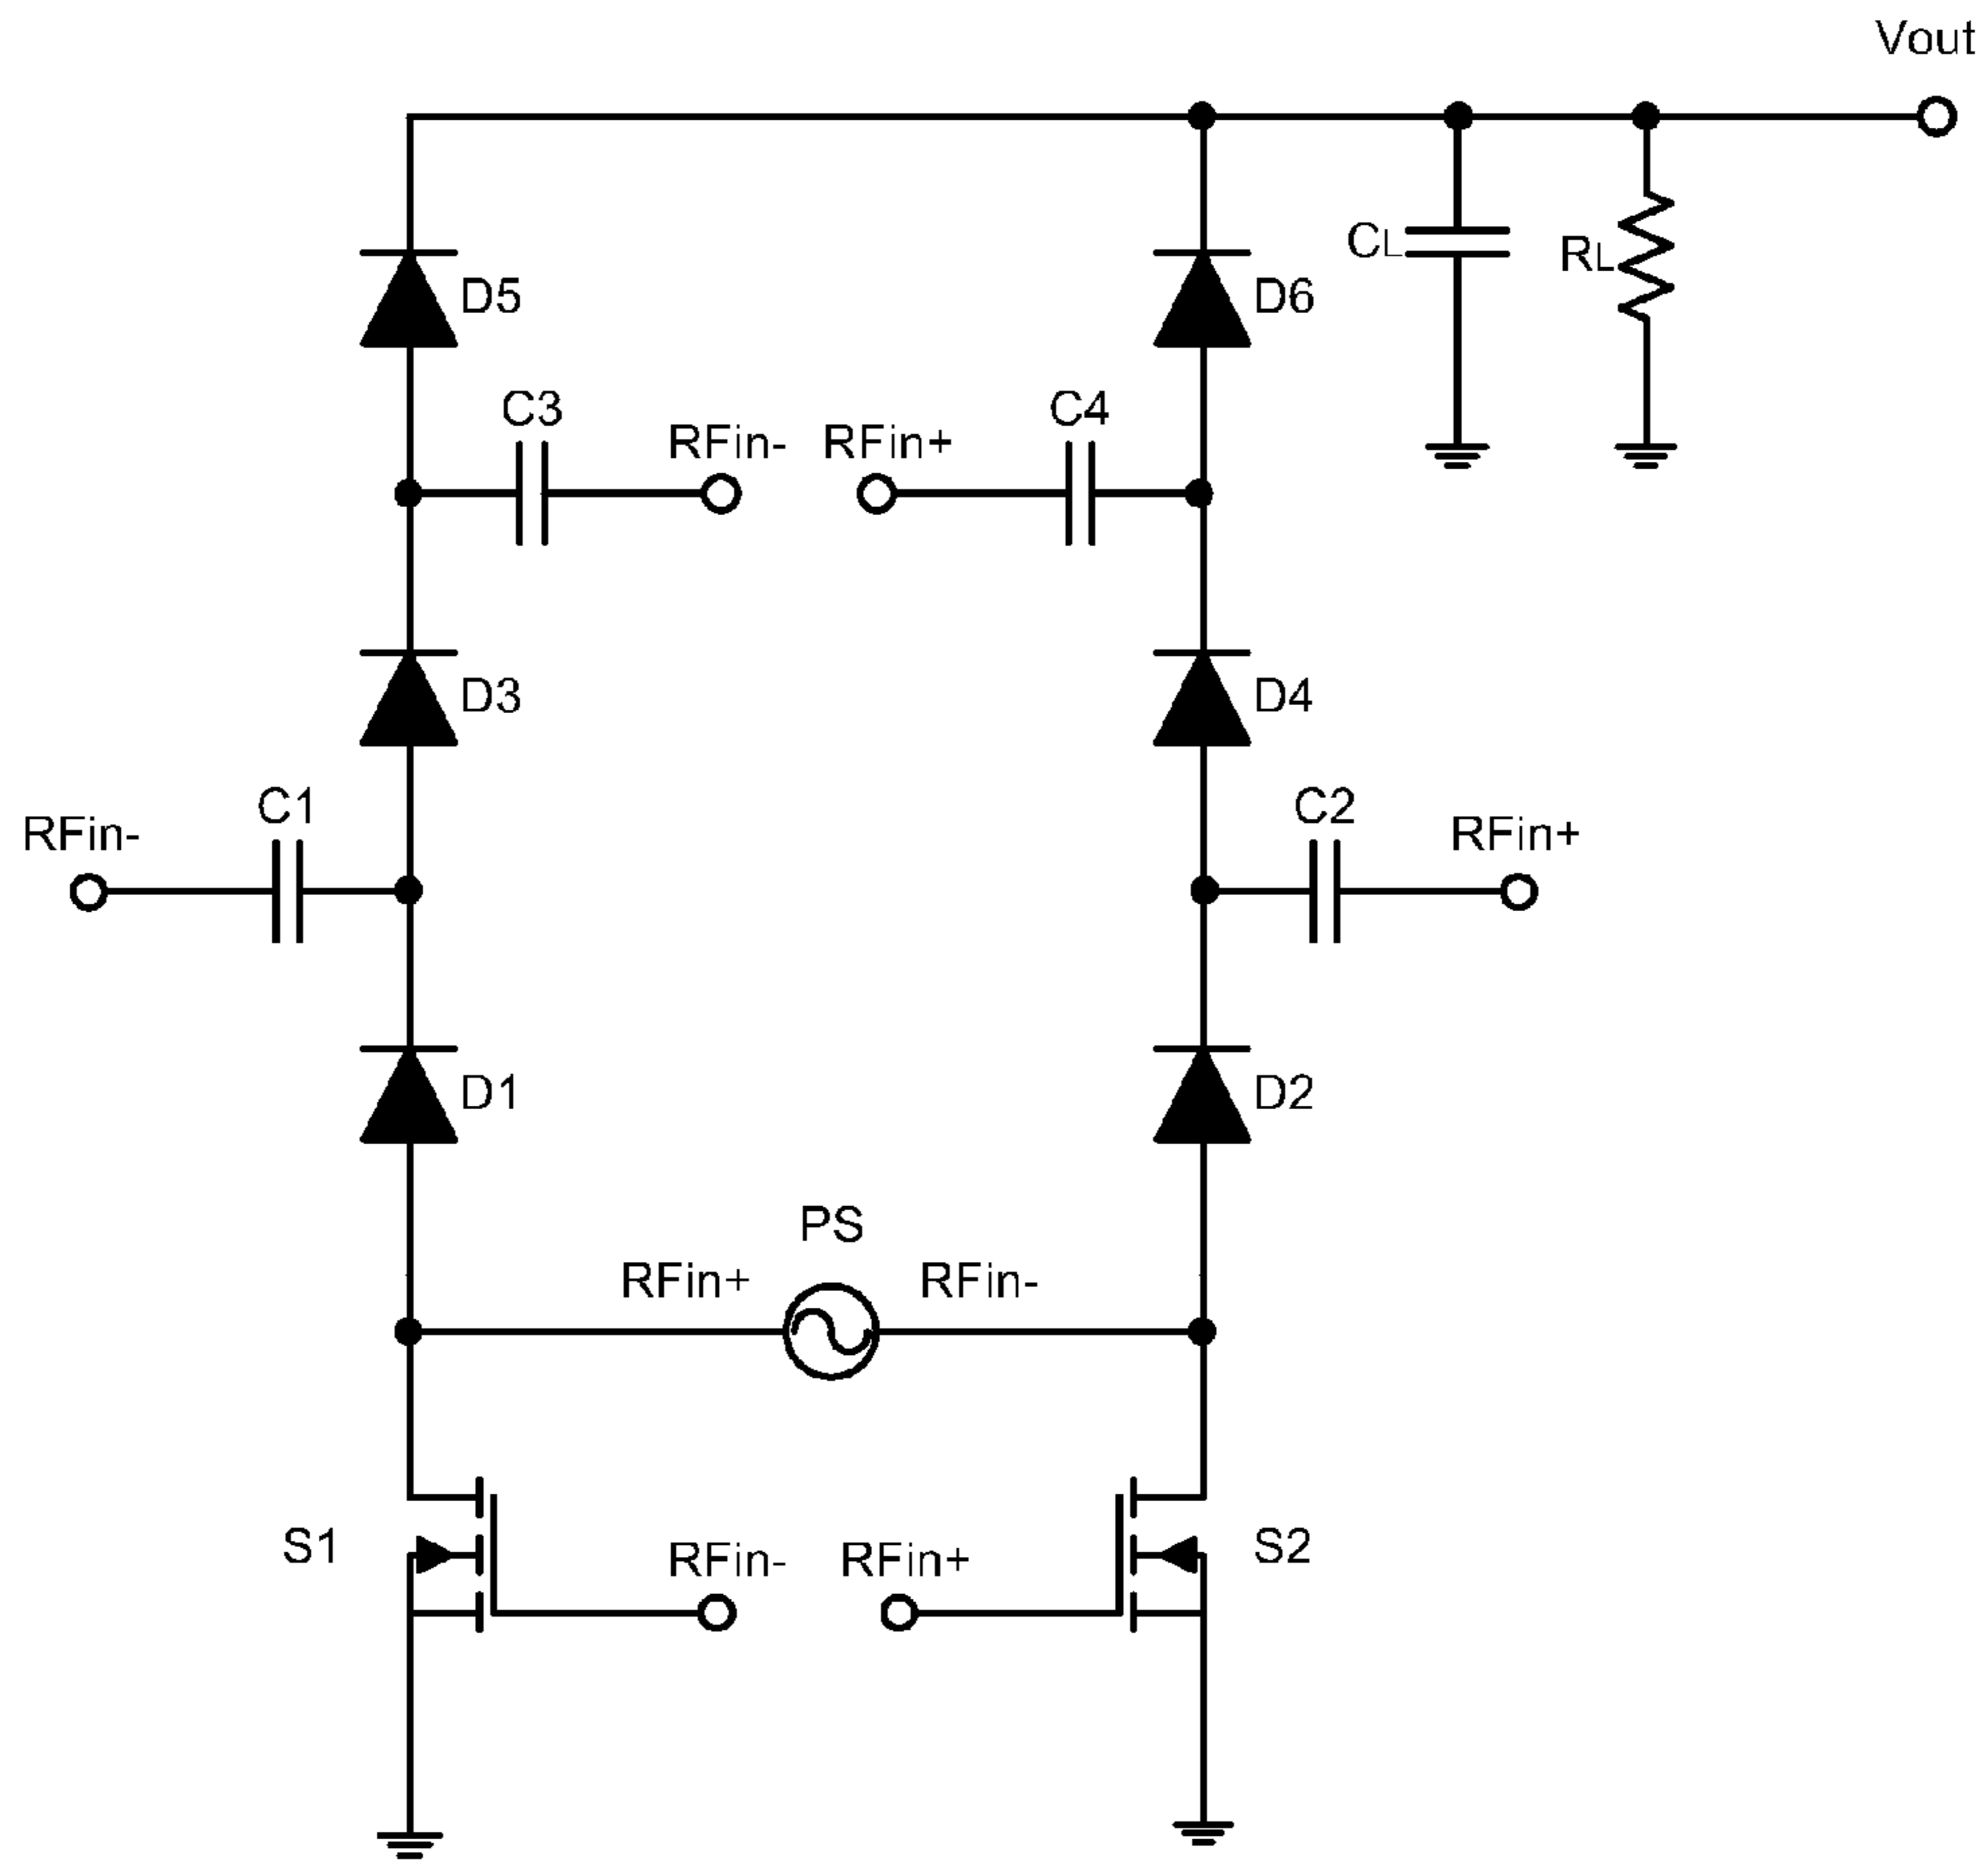 Vout
CL
RL
D5
D6
C3
C4
RFin-
RFin+
D3
D4
C1
C2
RFin-
RFin+
D1
D2
PS
RFin+
RFin-
S1
RFin-
RFin+
S2